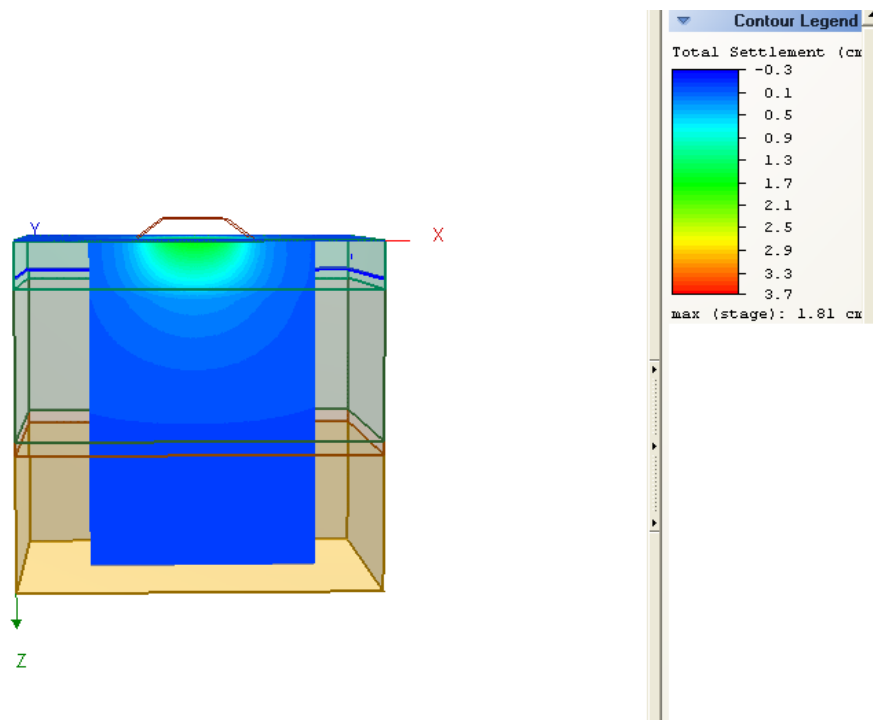 Contour Legend
Total Settlement (cm
-0.3
0.1
0.5
0.9
1.3
1.7
2.1
2.5
2.9
3.3
3.7
max (stage): 1.81 cm
Y
X
Z